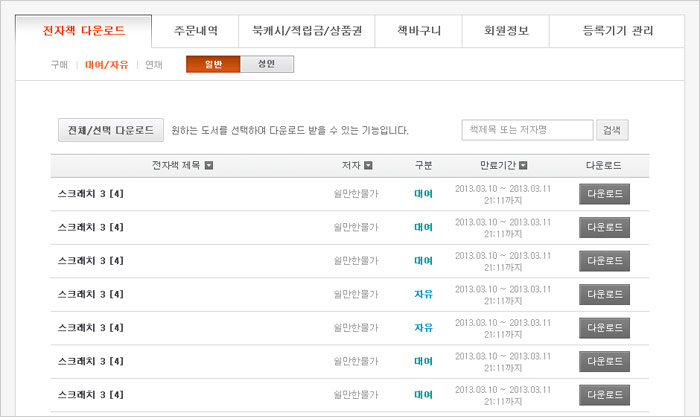 전자책 다운로드 주문내역 북캐시/적립금/상품권 책바구니 회원정보 등록기기 관리
구매 대여/자유 연재 일반 성인
전체/선택 다운로드 원하는 도서를 선택하여 다운로드 받을 수 있는 기능입니다. 책제목 또는 저자명 검색
전자책 제목 저자 구분 만료기간 다운로드
스크래치 3 [4] 쉴만한물가 대여 2013.03.10 ~ 2013.03.11 다운로드
21:11까지
스크래치 3 [4] 쉴만한물가 대여 2013.03.10 ~ 2013.03.11 다운로드
21:11까지
스크래치 3 [4] 쉴만한물가 대여 2013.03.10 ~ 2013.03.11 다운로드
21:11까지
스크래치 3 [4] 쉴만한물가 자유 2013.03.10 ~ 2013.03.11 다운로드
21:11까지
스크래치 3 [4] 쉴만한물가 자유 2013.03.10 ~ 2013.03.11 다운로드
21:11까지
스크래치 3 [4] 쉴만한물가 대여 2013.03.10 ~ 2013.03.11 다운로드
21:11까지
스크래치 3 [4] 쉴만한물가 대여 2013.03.10 ~ 2013.03.11 다운로드
21:11까지